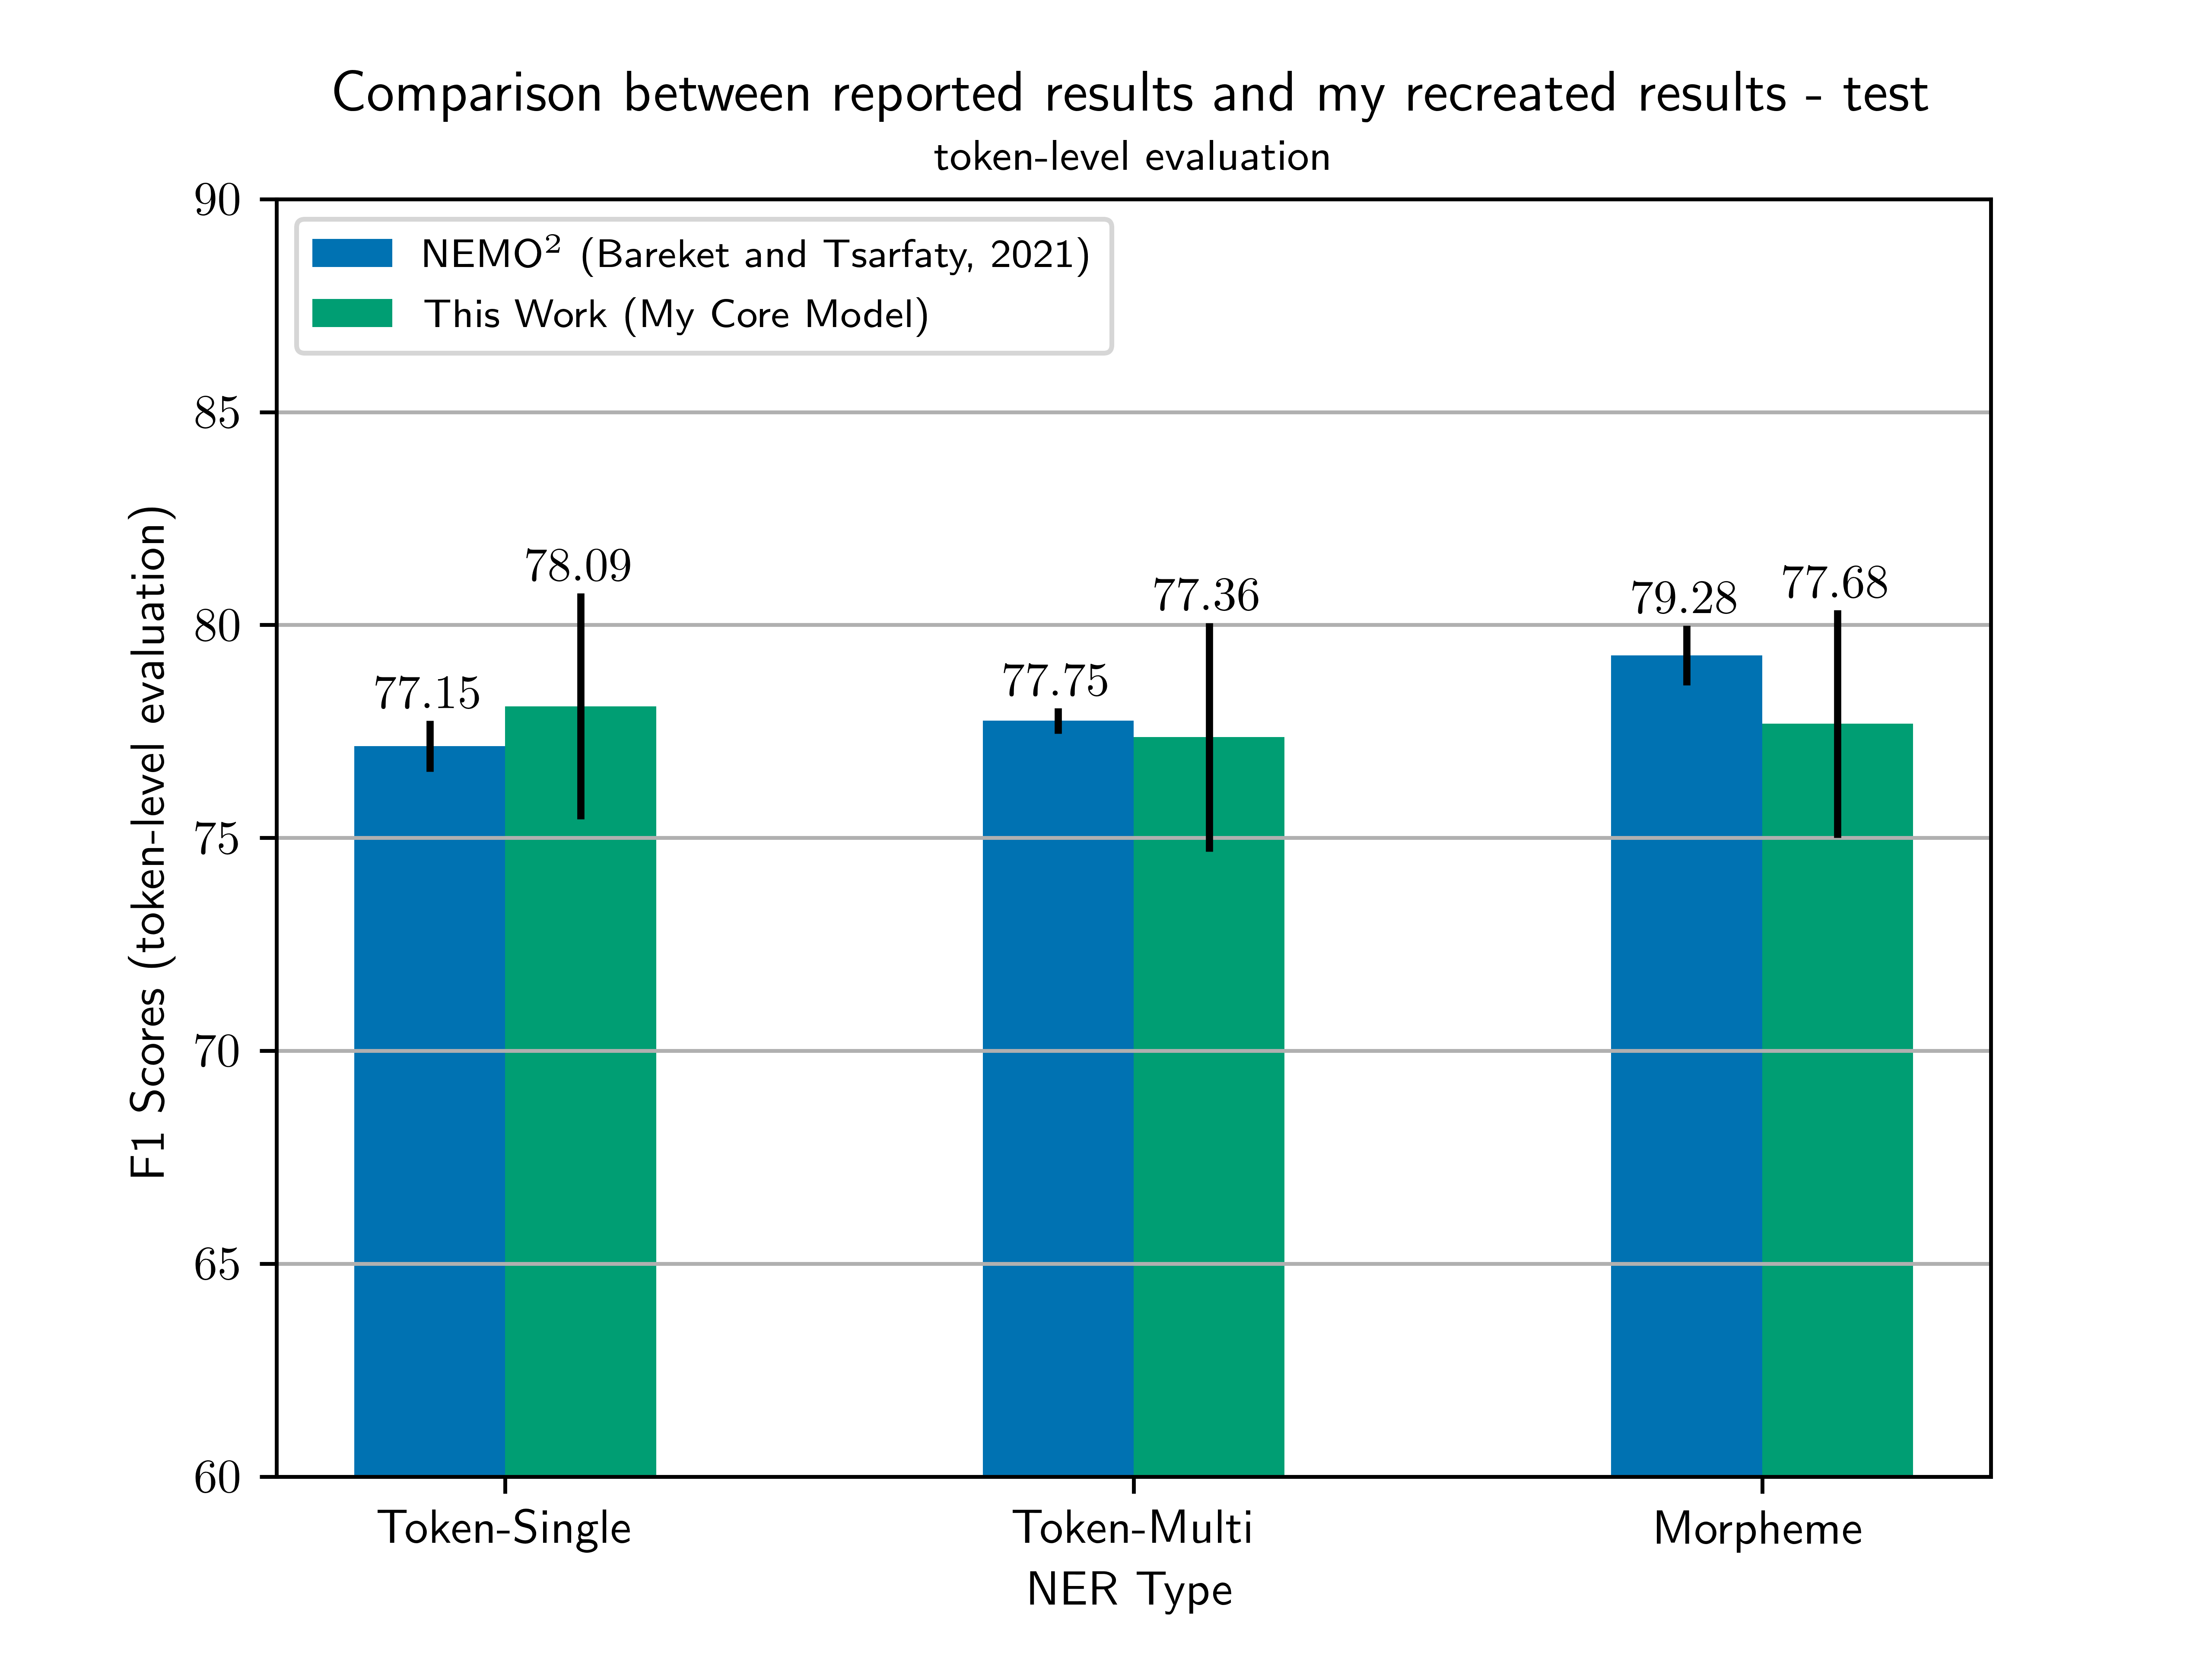 Comparison between reported results and my recreated results - test
token-level evaluation
NEMO² (Bareket and Tsarfaty, 2021)
This Work (My Core Model)
F1 Scores (token-level evaluation)
90
85
80
75
70
65
60
77.15
78.09
77.75
77.36
79.28
77.68
Token-Single
Token-Multi
Morpheme
NER Type